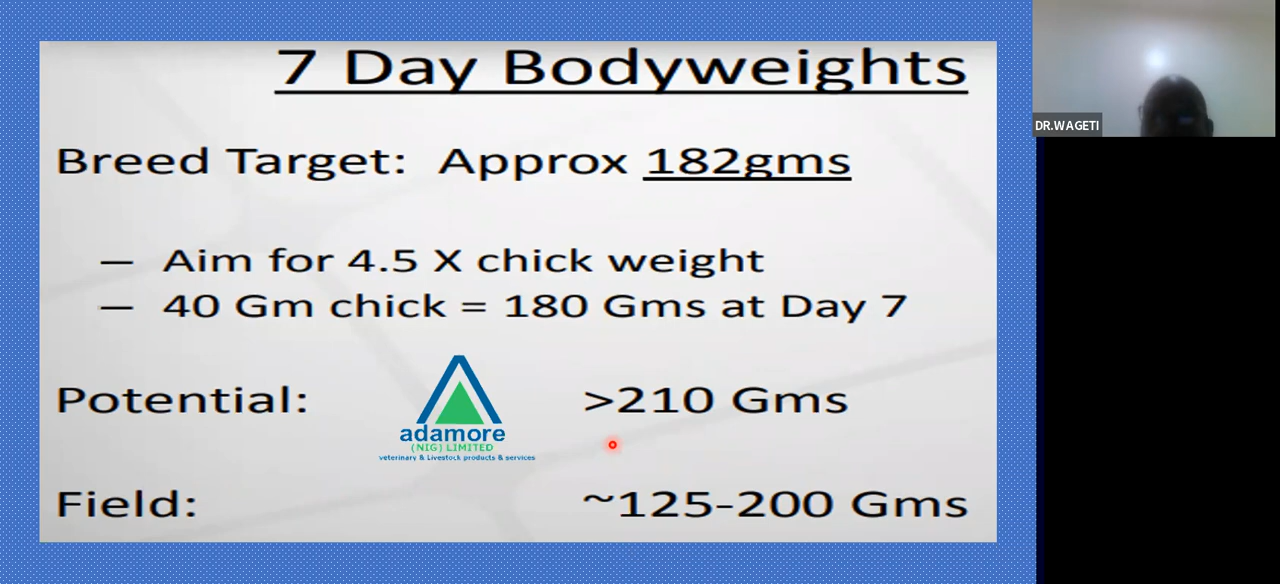 7 Day Bodyweights
Breed Target: Approx 182gms
– Aim for 4.5 X chick weight
– 40 Gm chick = 180 Gms at Day 7
Potential: >210 Gms
adamore
(NIG) LIMITED
veterinary & Livestock products & services
Field: ~125-200 Gms
DR.WAGETI